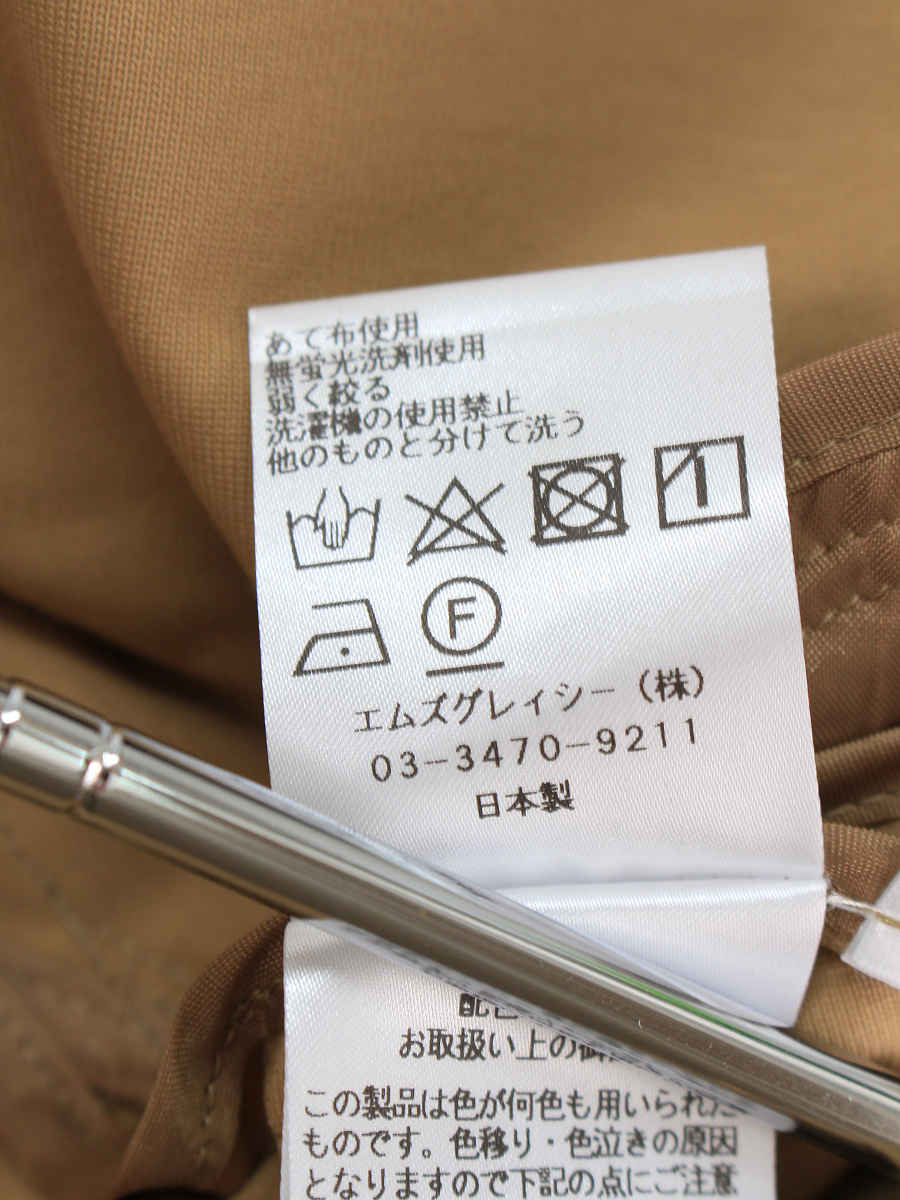 あて布使用
無蛍光洗剤使用
弱く絞る
洗濯機の使用禁止
他のものと分けて洗う
F
エムズグレイシー（株）
03-3470-9211
日本製
お取扱い上の
この製品は色が何色も用いられた
ものです。色移り・色泣きの原因
となりますので下記の点にご注意